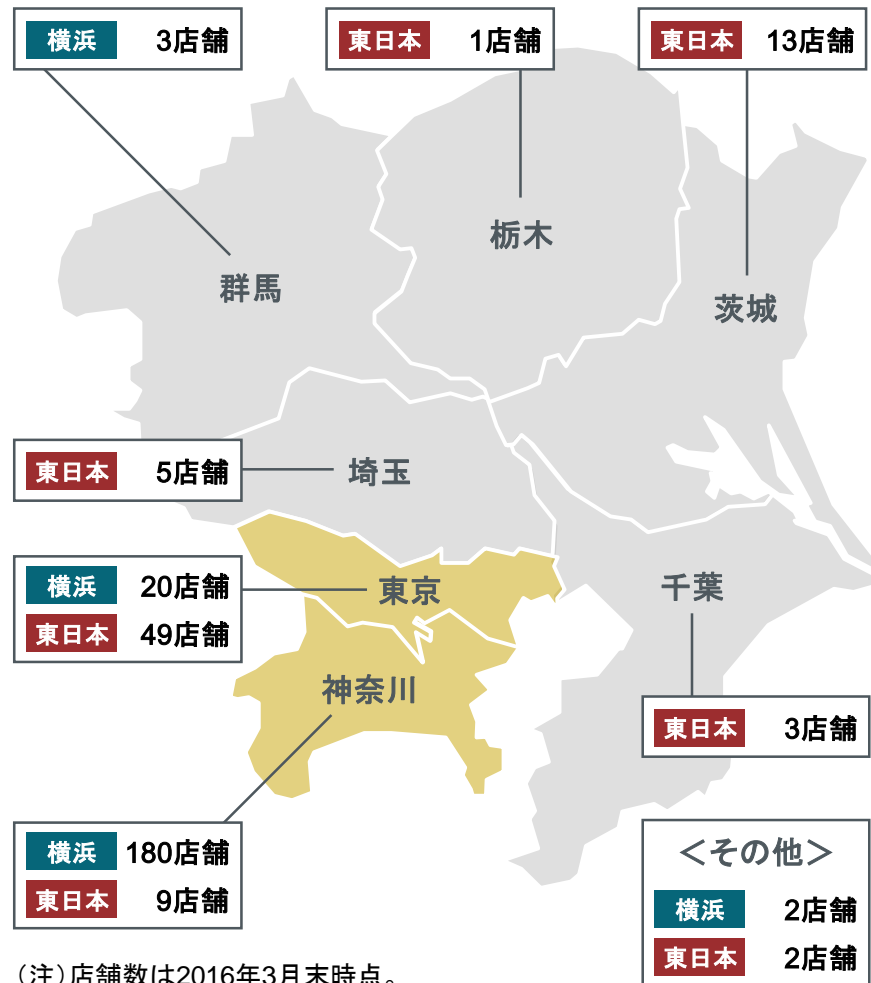 横浜 3店舗
東日本 1店舗
東日本 13店舗
栃木
群馬
茨城
東日本 5店舗
埼玉
横浜 20店舗
東日本 49店舗
東京
千葉
神奈川
東日本 3店舗
横浜 180店舗
東日本 9店舗
＜その他＞
横浜 2店舗
東日本 2店舗
（注）店舗数は2016年3月末時点。